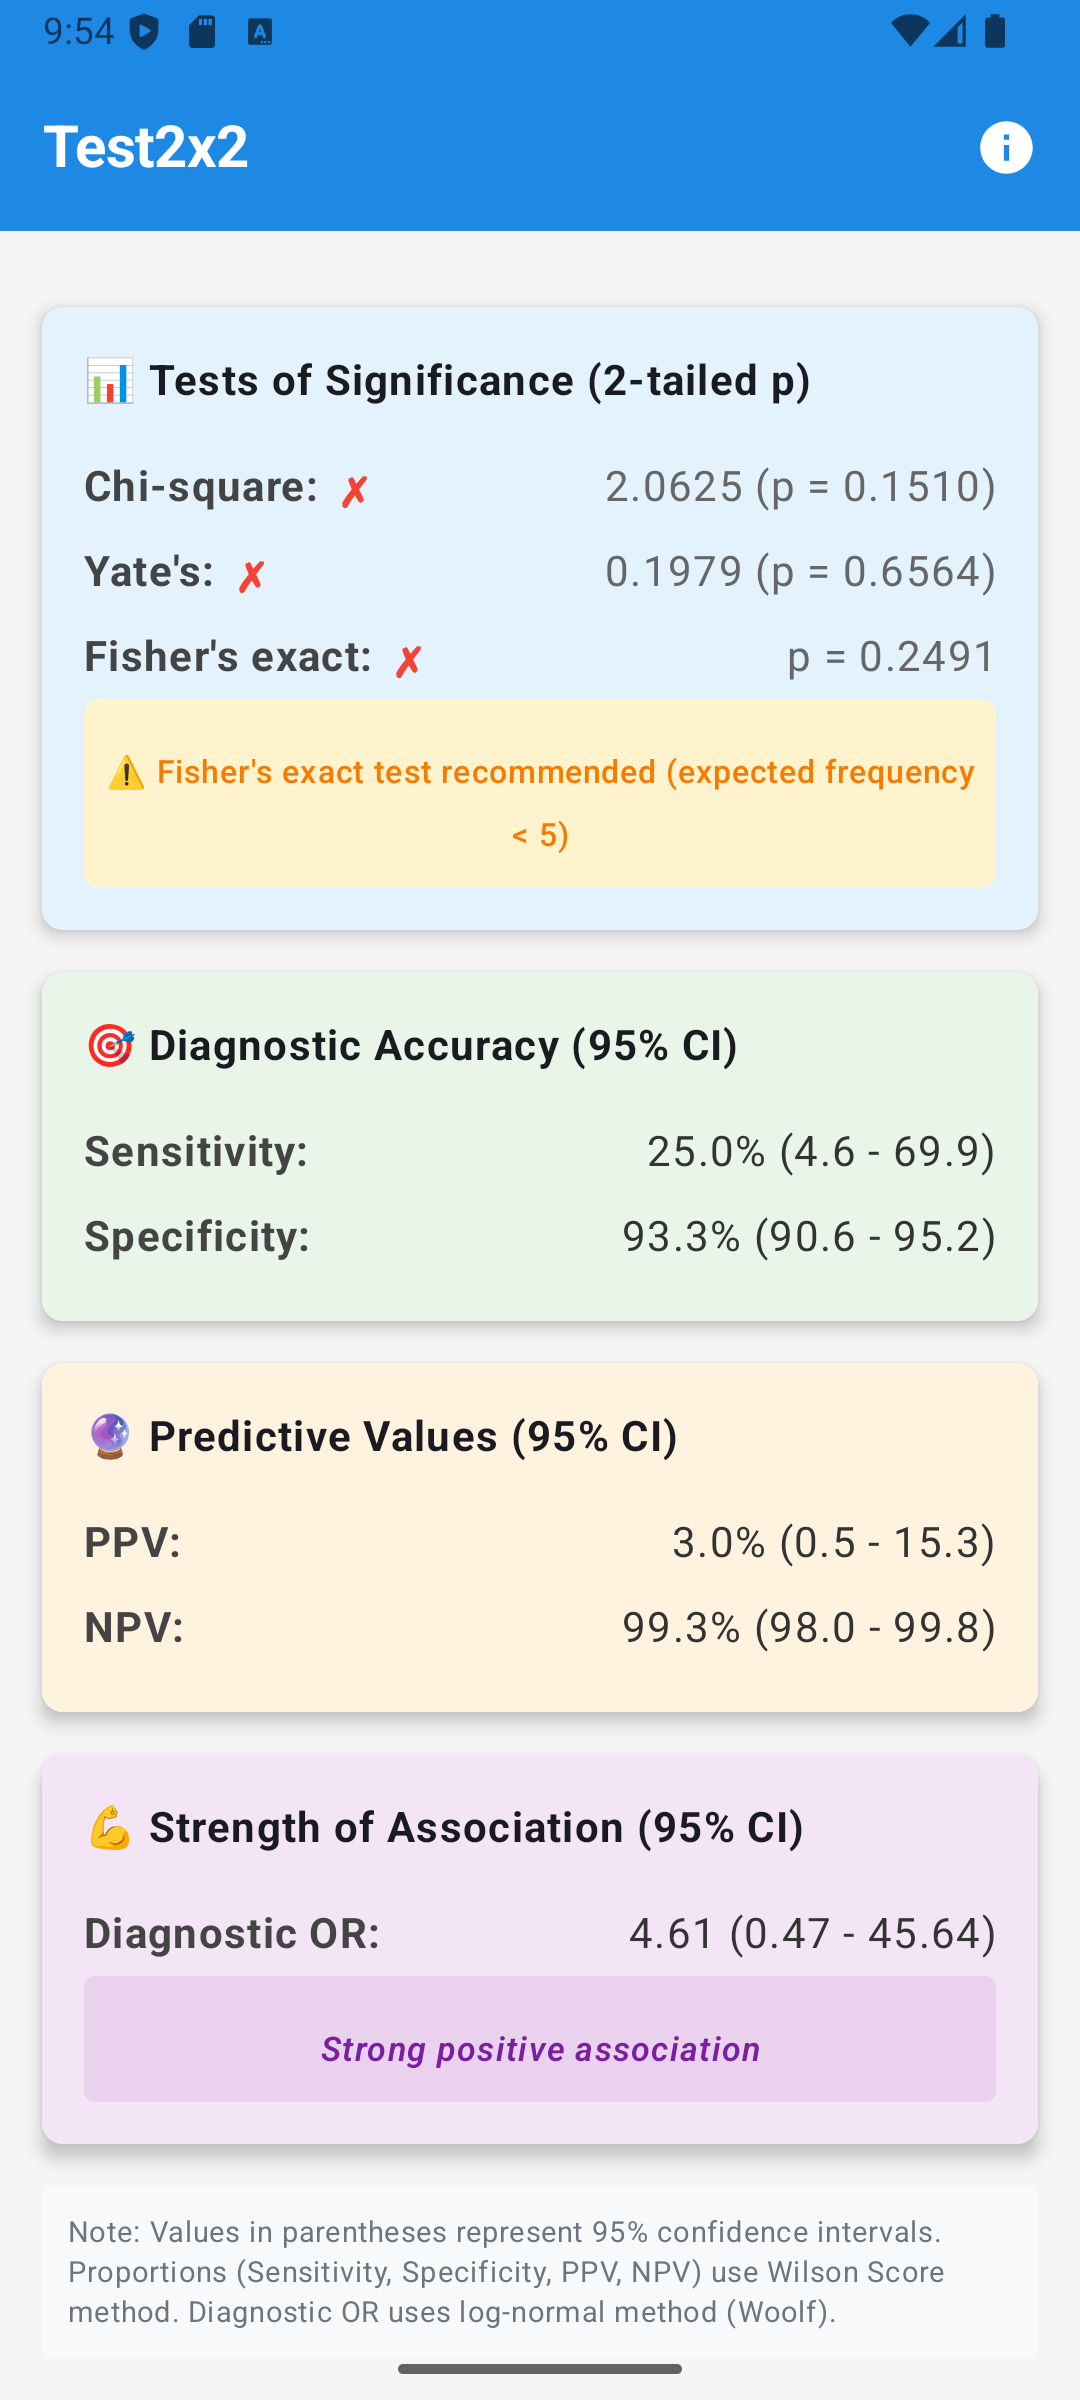 9:54
Test2x2
📊 Tests of Significance (2-tailed p)
Chi-square: ✗ 2.0625 (p = 0.1510)
Yate's: ✗ 0.1979 (p = 0.6564)
Fisher's exact: ✗ p = 0.2491
⚠️ Fisher's exact test recommended (expected frequency
< 5)
🎯 Diagnostic Accuracy (95% CI)
Sensitivity: 25.0% (4.6 - 69.9)
Specificity: 93.3% (90.6 - 95.2)
🔮 Predictive Values (95% CI)
PPV: 3.0% (0.5 - 15.3)
NPV: 99.3% (98.0 - 99.8)
💪 Strength of Association (95% CI)
Diagnostic OR: 4.61 (0.47 - 45.64)
Strong positive association
Note: Values in parentheses represent 95% confidence intervals.
Proportions (Sensitivity, Specificity, PPV, NPV) use Wilson Score
method. Diagnostic OR uses log-normal method (Woolf).